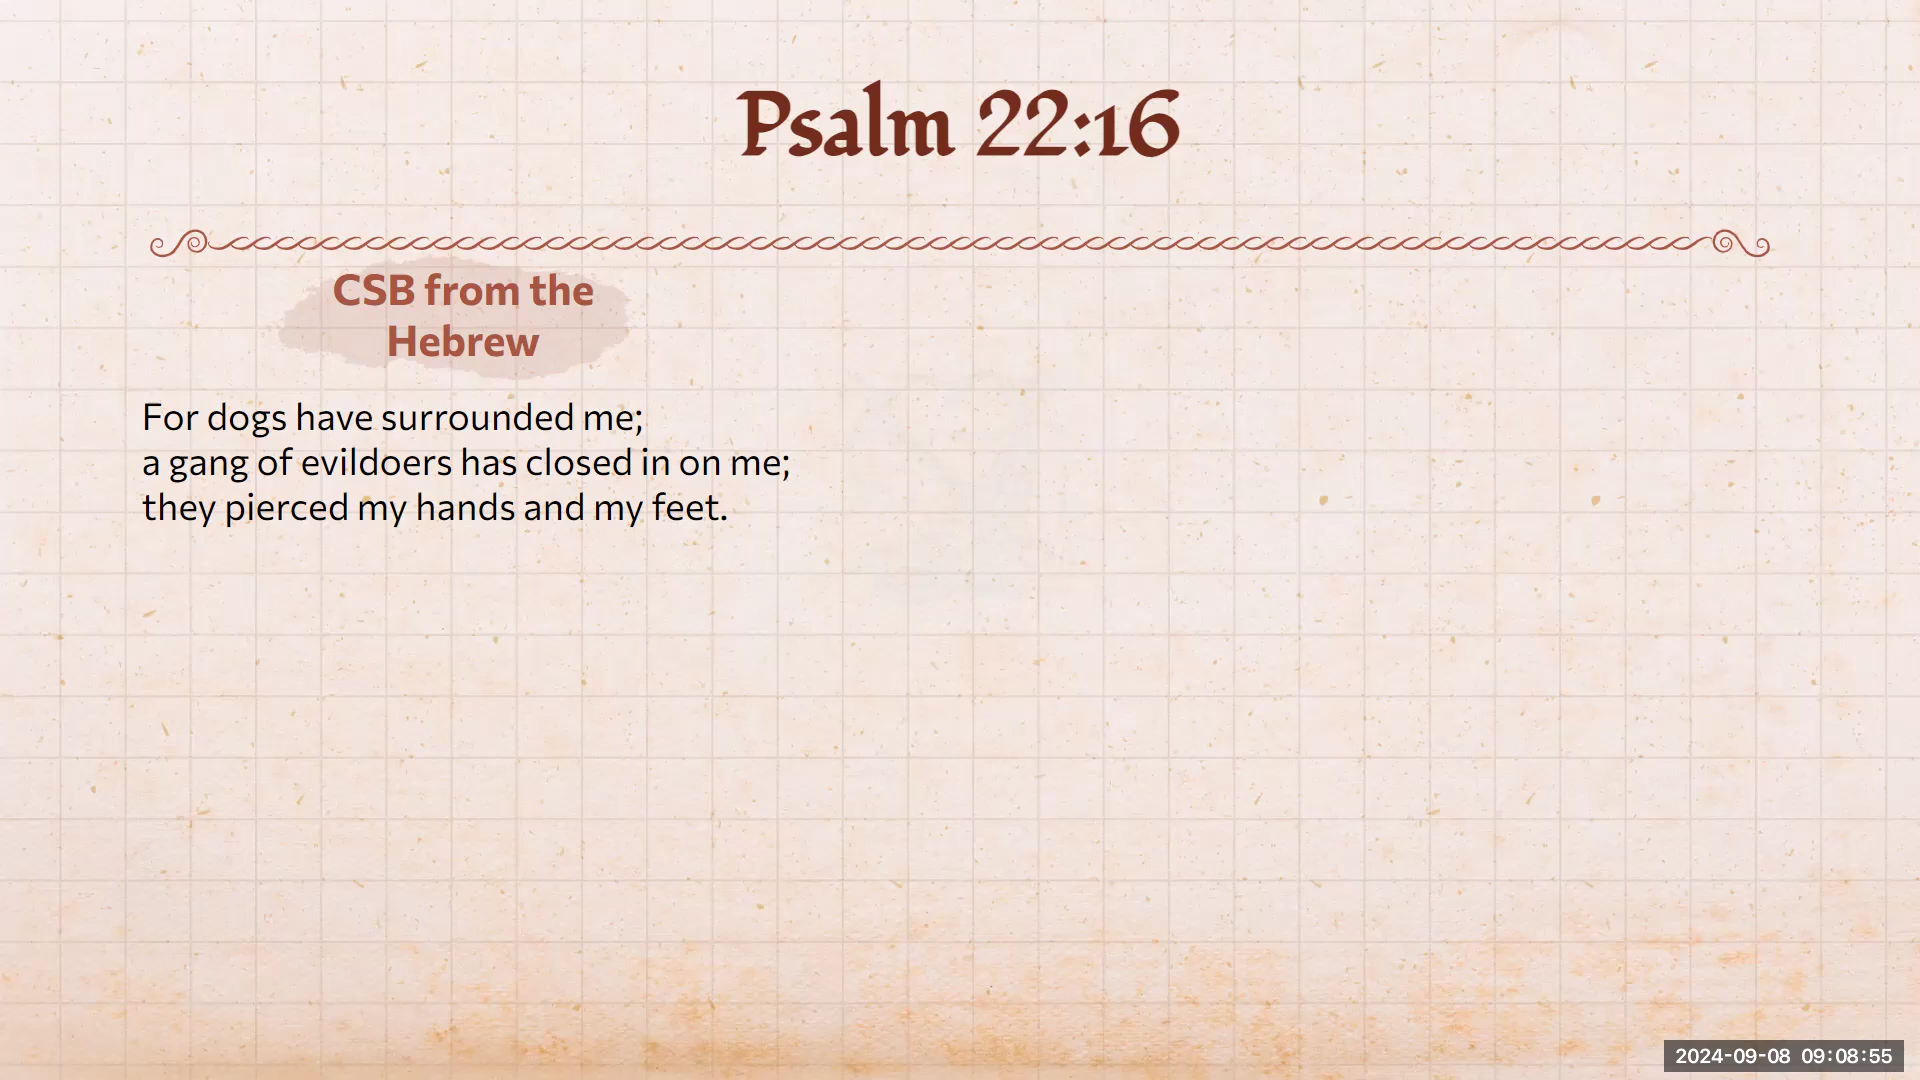 Psalm 22:16
CSB from the
Hebrew
For dogs have surrounded me;
a gang of evildoers has closed in on me;
they pierced my hands and my feet.
2024-09-08 09:08:55